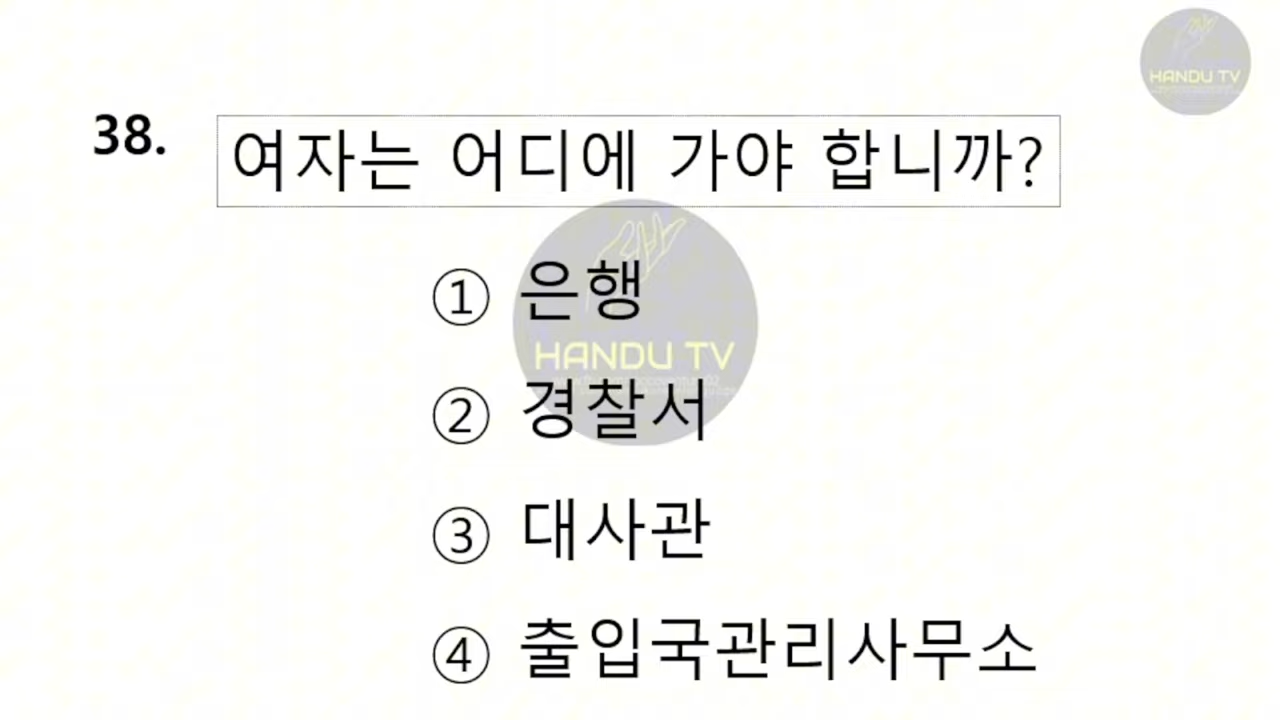 HANDU TV
38. 여자는 어디에 가야 합니까?
① 은행
HANDU TV
② 경찰서
③ 대사관
④ 출입국관리사무소